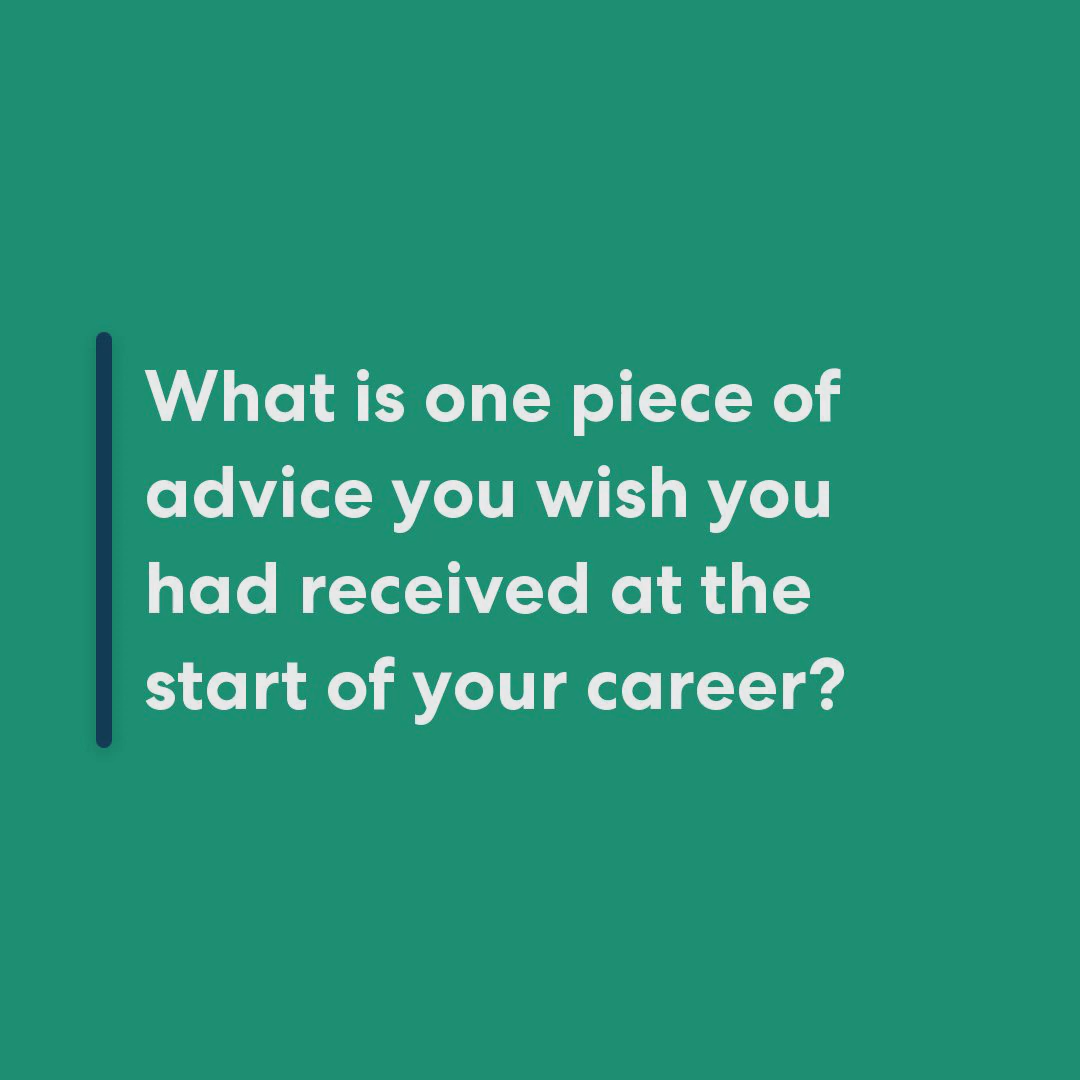 What is one piece of
advice you wish you
had received at the
start of your career?